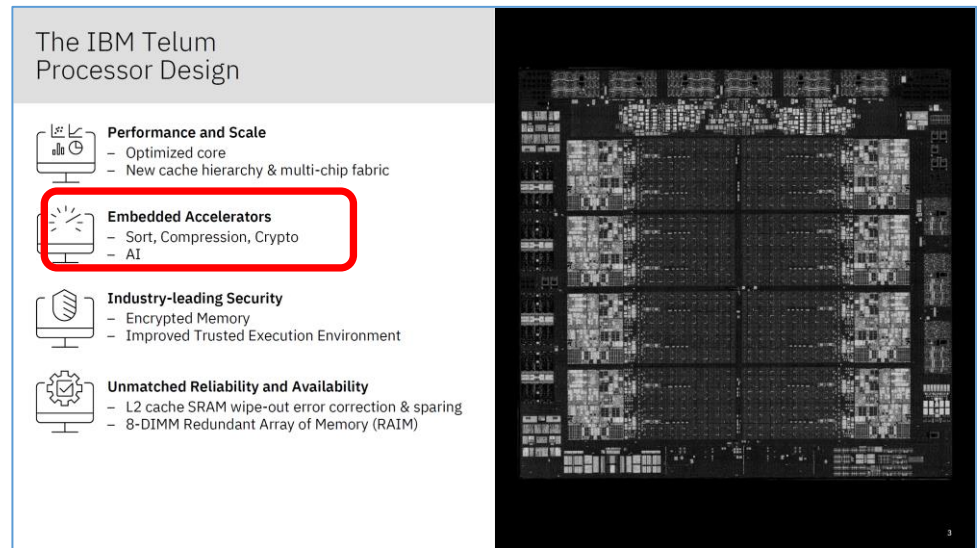 The IBM Telum
Processor Design
Performance and Scale
– Optimized core
– New cache hierarchy & multi-chip fabric
Embedded Accelerators
– Sort, Compression, Crypto
– AI
Industry-leading Security
– Encrypted Memory
– Improved Trusted Execution Environment
Unmatched Reliability and Availability
– L2 cache SRAM wipe-out error correction & sparing
– 8-DIMM Redundant Array of Memory (RAIM)
3